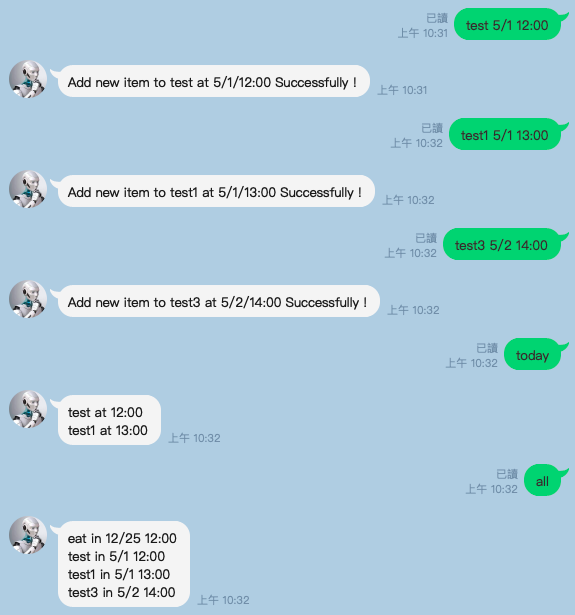 已讀
上午 10:31
test 5/1 12:00
Add new item to test at 5/1/12:00 Successfully !
上午 10:31
已讀
上午 10:32
test1 5/1 13:00
Add new item to test1 at 5/1/13:00 Successfully !
上午 10:32
已讀
上午 10:32
test3 5/2 14:00
Add new item to test3 at 5/2/14:00 Successfully !
上午 10:32
已讀
上午 10:32
today
test at 12:00
test1 at 13:00
上午 10:32
已讀
上午 10:32
all
eat in 12/25 12:00
test in 5/1 12:00
test1 in 5/1 13:00
test3 in 5/2 14:00
上午 10:32